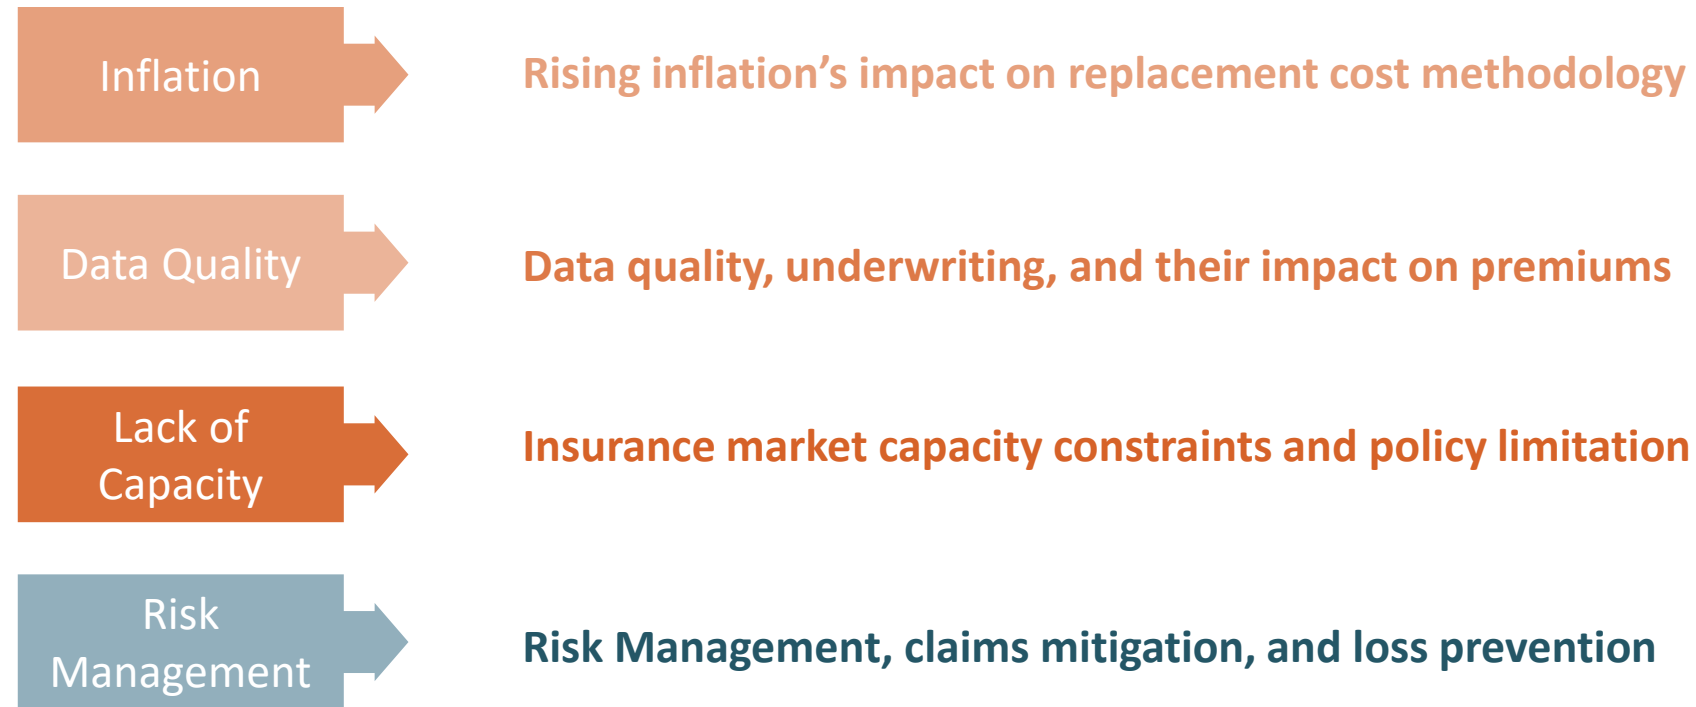 Inflation
Rising inflation’s impact on replacement cost methodology
Data Quality
Data quality, underwriting, and their impact on premiums
Lack of
Capacity
Insurance market capacity constraints and policy limitation
Risk
Management
Risk Management, claims mitigation, and loss prevention